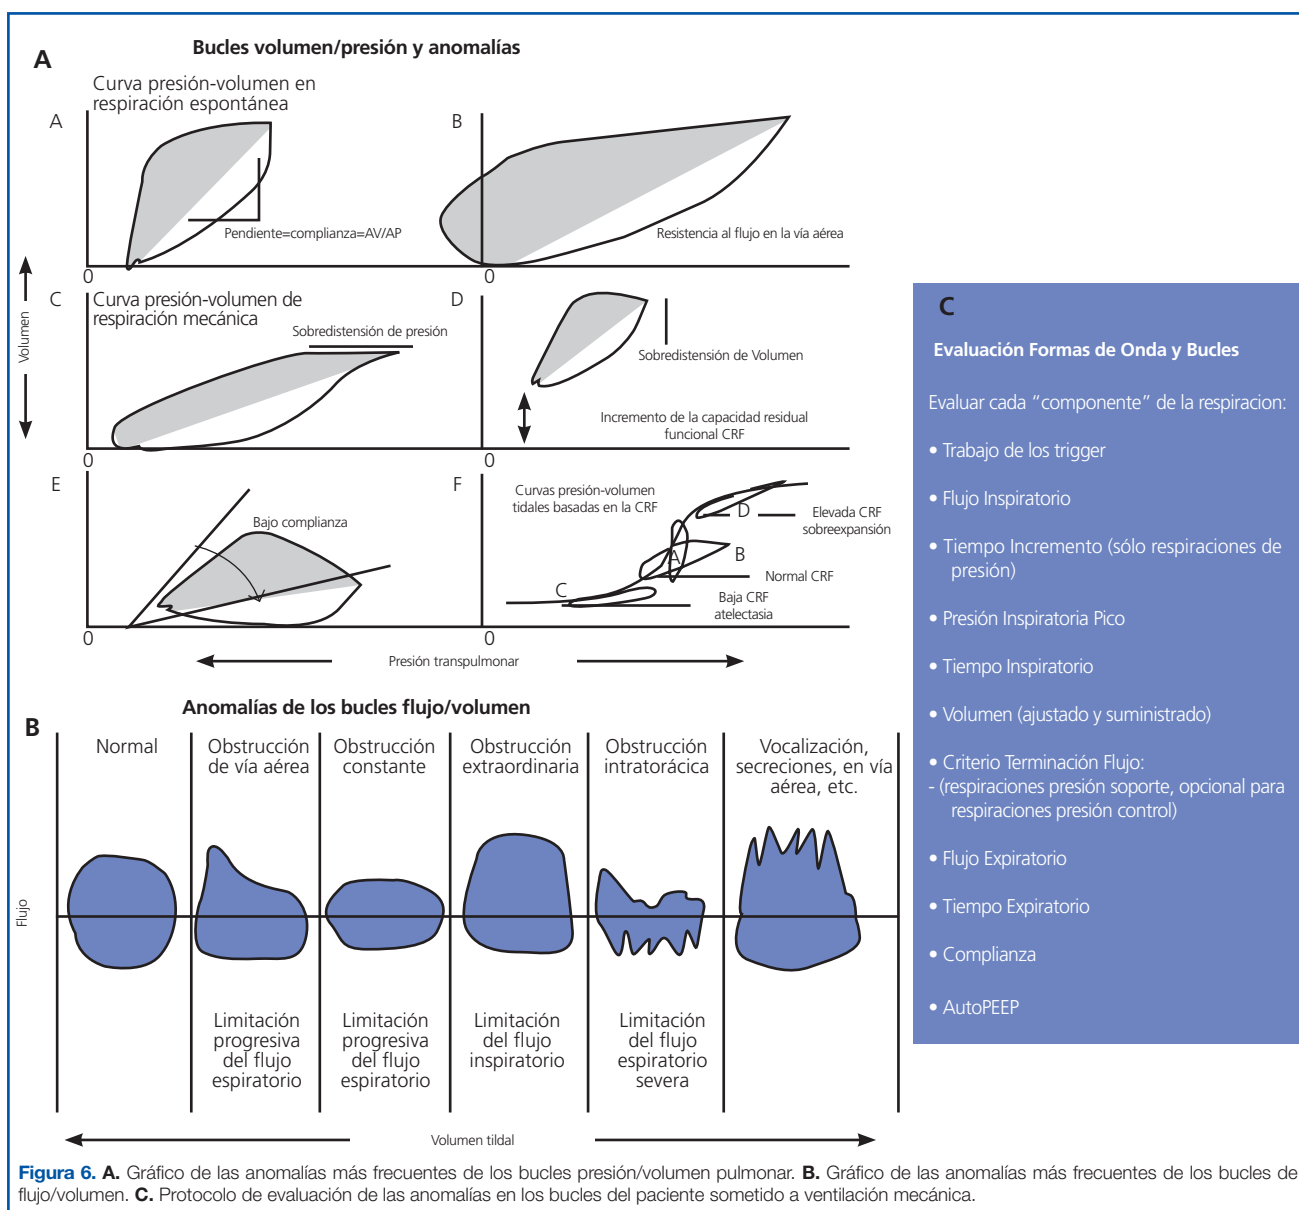 A
Bucles volumen/presión y anomalías
Curva presión-volumen en
respiración espontánea
A
Pendiente=complianza=AV/AP
0
B
Resistencia al flujo en la vía aérea
0
Volumen
C
Curva presión-volumen de
respiración mecánica
Sobredistensión de presión
0
D
Sobredistensión de Volumen
Incremento de la capacidad residual
funcional CRF
0
E
Bajo complianza
0
F
Curvas presión-volumen
tidales basadas en la CRF
D
Elevada CRF
sobreexpansión
A
B
Normal CRF
C
Baja CRF
atelectasia
0
Presión transpulmonar
B
Anomalías de los bucles flujo/volumen
Normal
Obstrucción
de vía aérea
Obstrucción
constante
Obstrucción
extraordinaria
Obstrucción
intratorácica
Vocalización,
secreciones, en vía
aérea, etc.
Flujo
Limitación
progresiva
del flujo
espiratorio
Limitación
progresiva
del flujo
espiratorio
Limitación
del flujo
inspiratorio
Limitación
del flujo
espiratorio
severa
Volumen tildal
C
Evaluación Formas de Onda y Bucles
Evaluar cada “componente” de la respiracion:
• Trabajo de los trigger
• Flujo Inspiratorio
• Tiempo Incremento (sólo respiraciones de
presión)
• Presión Inspiratoria Pico
• Tiempo Inspiratorio
• Volumen (ajustado y suministrado)
• Criterio Terminación Flujo:
- (respiraciones presión soporte, opcional para
respiraciones presión control)
• Flujo Expiratorio
• Tiempo Expiratorio
• Complianza
• AutoPEEP
Figura 6. A. Gráfico de las anomalías más frecuentes de los bucles presión/volumen pulmonar. B. Gráfico de las anomalías más frecuentes de los bucles de
flujo/volumen. C. Protocolo de evaluación de las anomalías en los bucles del paciente sometido a ventilación mecánica.